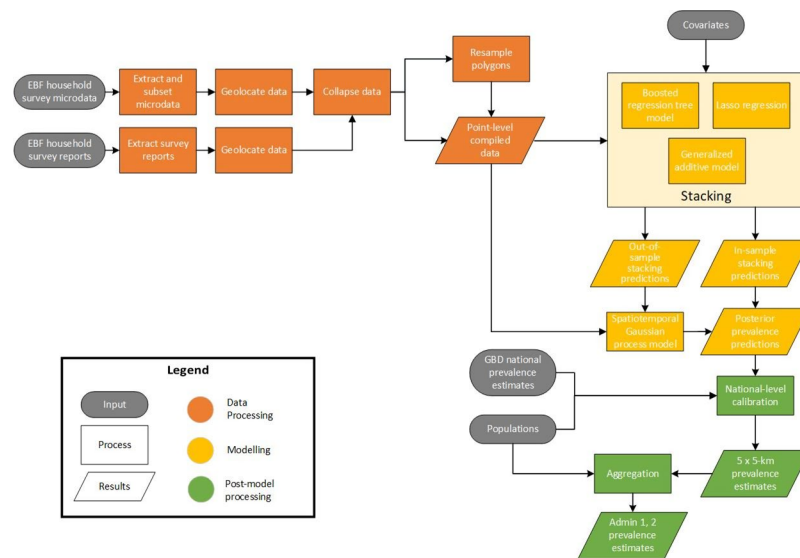 Covariates
Resample
polygons
EBF household
survey microdata
Extract and
subset microdata
Geolocate data
Collapse data
Boosted
regression tree
model
Lasso regression
Point-level
compiled
data
EBF household
survey reports
Extract survey
reports
Geolocate data
Generalized
additive model
Stacking
Out-of-
sample
stacking
predictions
In-sample
stacking
predictions
Spatiotemporal
Gaussian
process model
Posterior
prevalence
predictions
GBD national
prevalence
estimates
National-level
calibration
Populations
Aggregation
5 x 5-km
prevalence
estimates
Admin 1, 2
prevalence
estimates
Legend
Input
Data
Processing
Process
Modelling
Results
Post-model
processing